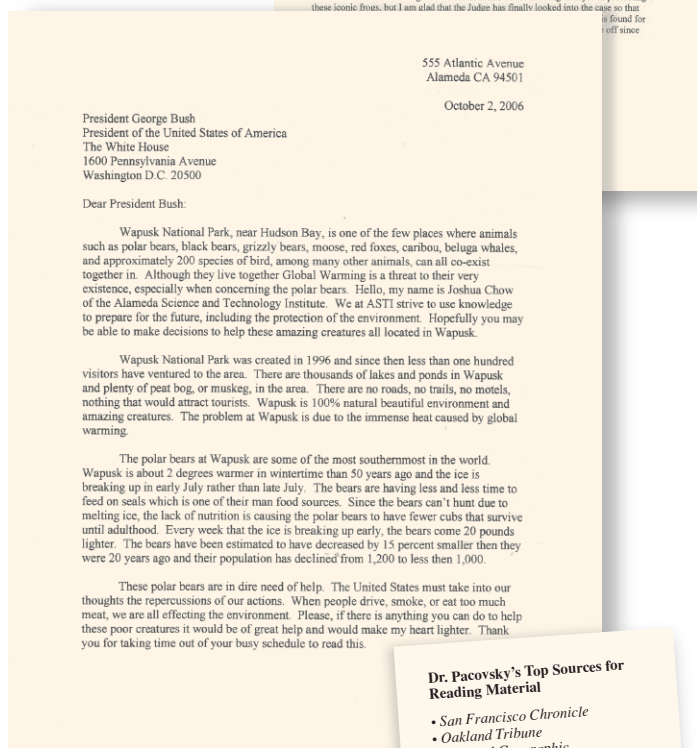 these iconic frogs, but I am glad that the Judge has finally looked into the case so that
is found for
off since
555 Atlantic Avenue
Alameda CA 94501
October 2, 2006
President George Bush
President of the United States of America
The White House
1600 Pennsylvania Avenue
Washington D.C. 20500
Dear President Bush:
Wapusk National Park, near Hudson Bay, is one of the few places where animals
such as polar bears, black bears, grizzly bears, moose, red foxes, caribou, beluga whales,
and approximately 200 species of bird, among many other animals, can all co-exist
together in. Although they live together Global Warming is a threat to their very
existence, especially when concerning the polar bears. Hello, my name is Joshua Chow
of the Alameda Science and Technology Institute. We at ASTI strive to use knowledge
to prepare for the future, including the protection of the environment. Hopefully you may
be able to make decisions to help these amazing creatures all located in Wapusk.
Wapusk National Park was created in 1996 and since then less than one hundred
visitors have ventured to the area. There are thousands of lakes and ponds in Wapusk
and plenty of peat bog, or muskeg, in the area. There are no roads, no trails, no motels,
nothing that would attract tourists. Wapusk is 100% natural beautiful environment and
amazing creatures. The problem at Wapusk is due to the immense heat caused by global
warming.
The polar bears at Wapusk are some of the most southernmost in the world.
Wapusk is about 2 degrees warmer in wintertime than 50 years ago and the ice is
breaking up in early July rather than late July. The bears are having less and less time to
feed on seals which is one of their man food sources. Since the bears can't hunt due to
melting ice, the lack of nutrition is causing the polar bears to have fewer cubs that survive
until adulthood. Every week that the ice is breaking up early, the bears come 20 pounds
lighter. The bears have been estimated to have decreased by 15 percent smaller then they
were 20 years ago and their population has declined from 1,200 to less then 1,000.
These polar bears are in dire need of help. The United States must take into our
thoughts the repercussions of our actions. When people drive, smoke, or eat too much
meat, we are all effecting the environment. Please, if there is anything you can do to help
these poor creatures it would be of great help and would make my heart lighter. Thank
you for taking time out of your busy schedule to read this.
Dr. Pacovsky's Top Sources for
Reading Material
• San Francisco Chronicle
• Oakland Tribune